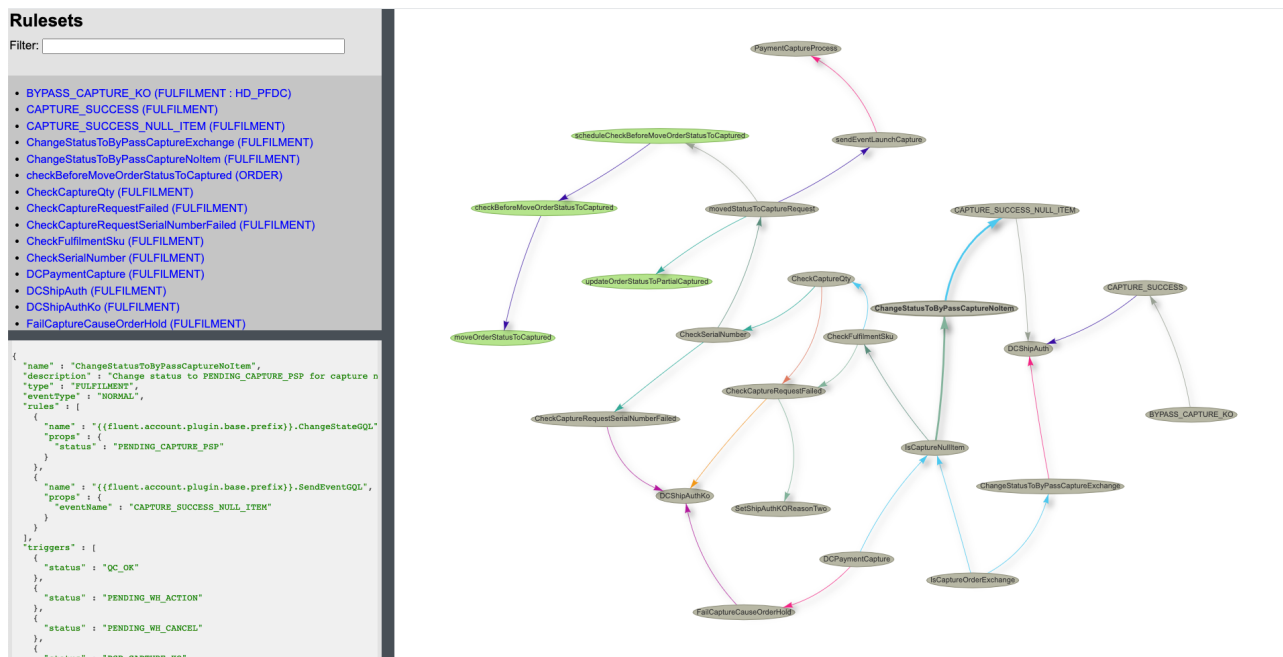 Rulesets
Filter:
BYPASS_CAPTURE_KO (FULFILMENT : HD_PFDC)
CAPTURE_SUCCESS (FULFILMENT)
CAPTURE_SUCCESS_NULL_ITEM (FULFILMENT)
ChangeStatusToByPassCaptureExchange (FULFILMENT)
ChangeStatusToByPassCaptureNoItem (FULFILMENT)
checkBeforeMoveOrderStatusToCaptured (ORDER)
CheckCaptureQty (FULFILMENT)
CheckCaptureRequestFailed (FULFILMENT)
CheckCaptureRequestSerialNumberFailed (FULFILMENT)
CheckFulfilmentSku (FULFILMENT)
CheckSerialNumber (FULFILMENT)
DCPaymentCapture (FULFILMENT)
DCShipAuth (FULFILMENT)
DCShipAuthKo (FULFILMENT)
FailCaptureCauseOrderHold (FULFILMENT)
{
"name" : "ChangeStatusToByPassCaptureNoItem",
"description" : "Change status to PENDING_CAPTURE_PSP for capture n
"type" : "FULFILMENT",
"eventType" : "NORMAL",
"rules" : [
{
"name" : "{{fluent.account.plugin.base.prefix}}.ChangeStateGQL"
"props" : {
"status" : "PENDING_CAPTURE_PSP"
}
},
{
"name" : "{{fluent.account.plugin.base.prefix}}.SendEventGQL",
"props" : {
"eventName" : "CAPTURE_SUCCESS_NULL_ITEM"
}
}
],
"triggers" : [
{
"status" : "QC_OK"
},
{
"status" : "PENDING_WH_ACTION"
},
{
"status" : "PENDING_WH_CANCEL"
},
{
PaymentCaptureProcess
scheduleCheckBeforeMoveOrderStatusToCaptured
sendEventLaunchCapture
checkBeforeMoveOrderStatusToCaptured
movedStatusToCaptureRequest
CAPTURE_SUCCESS_NULL_ITEM
updateOrderStatusToPartialCaptured
CheckCaptureQty
CAPTURE_SUCCESS
ChangeStatusToByPassCaptureNoItem
moveOrderStatusToCaptured
CheckSerialNumber
CheckFulfilmentSku
DCShipAuth
CheckCaptureRequestFailed
CheckCaptureRequestSerialNumberFailed
BYPASS_CAPTURE_KO
IsCaptureNullItem
DCShipAuthKo
ChangeStatusToByPassCaptureExchange
SetShipAuthKOReasonTwo
DCPaymentCapture
IsCaptureOrderExchange
FailCaptureCauseOrderHold